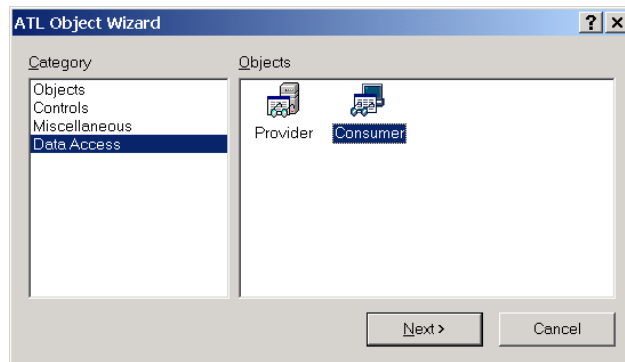 ATL Object Wizard
? ×
Category
Objects
Objects
Controls
Miscellaneous
Data Access
Provider
Consumer
Next >
Cancel